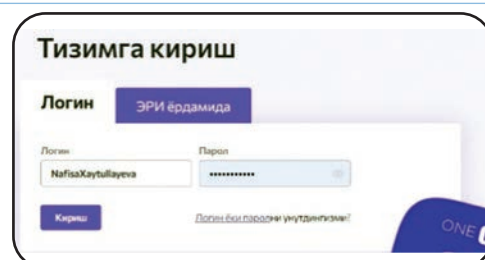 Тизимга кириш
Логин ЭРИ ёрдамида
Логин Парол
NafisaXaytullayeva •••••••••••
Кириш Логин ёки паролни унутдингизми?
ONE